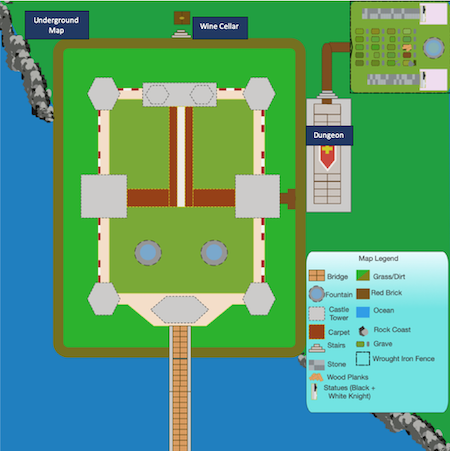 Underground
Map
Wine Cellar
Dungeon
Map Legend
Bridge
Grass/Dirt
Fountain
Red Brick
Castle
Tower
Ocean
Carpet
Rock Coast
Stairs
Grave
Stone
Wrought Iron Fence
Wood Planks
Statues (Black +
White Knight)